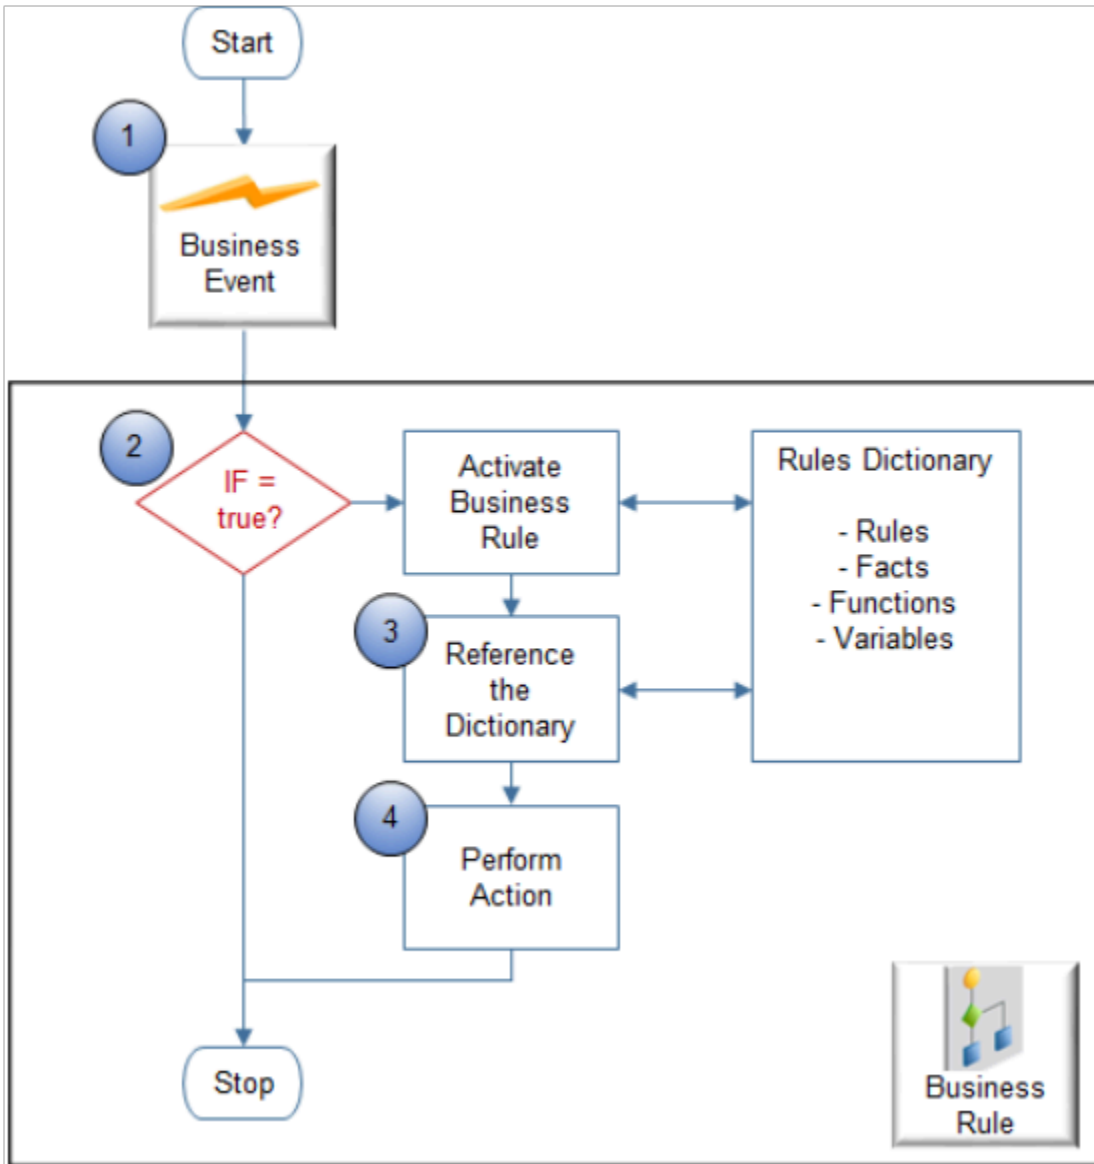 Start
1
Business
Event
2
IF =
true?
Activate
Business
Rule
Rules Dictionary
- Rules
- Facts
- Functions
- Variables
3
Reference
the
Dictionary
4
Perform
Action
Stop
Business
Rule